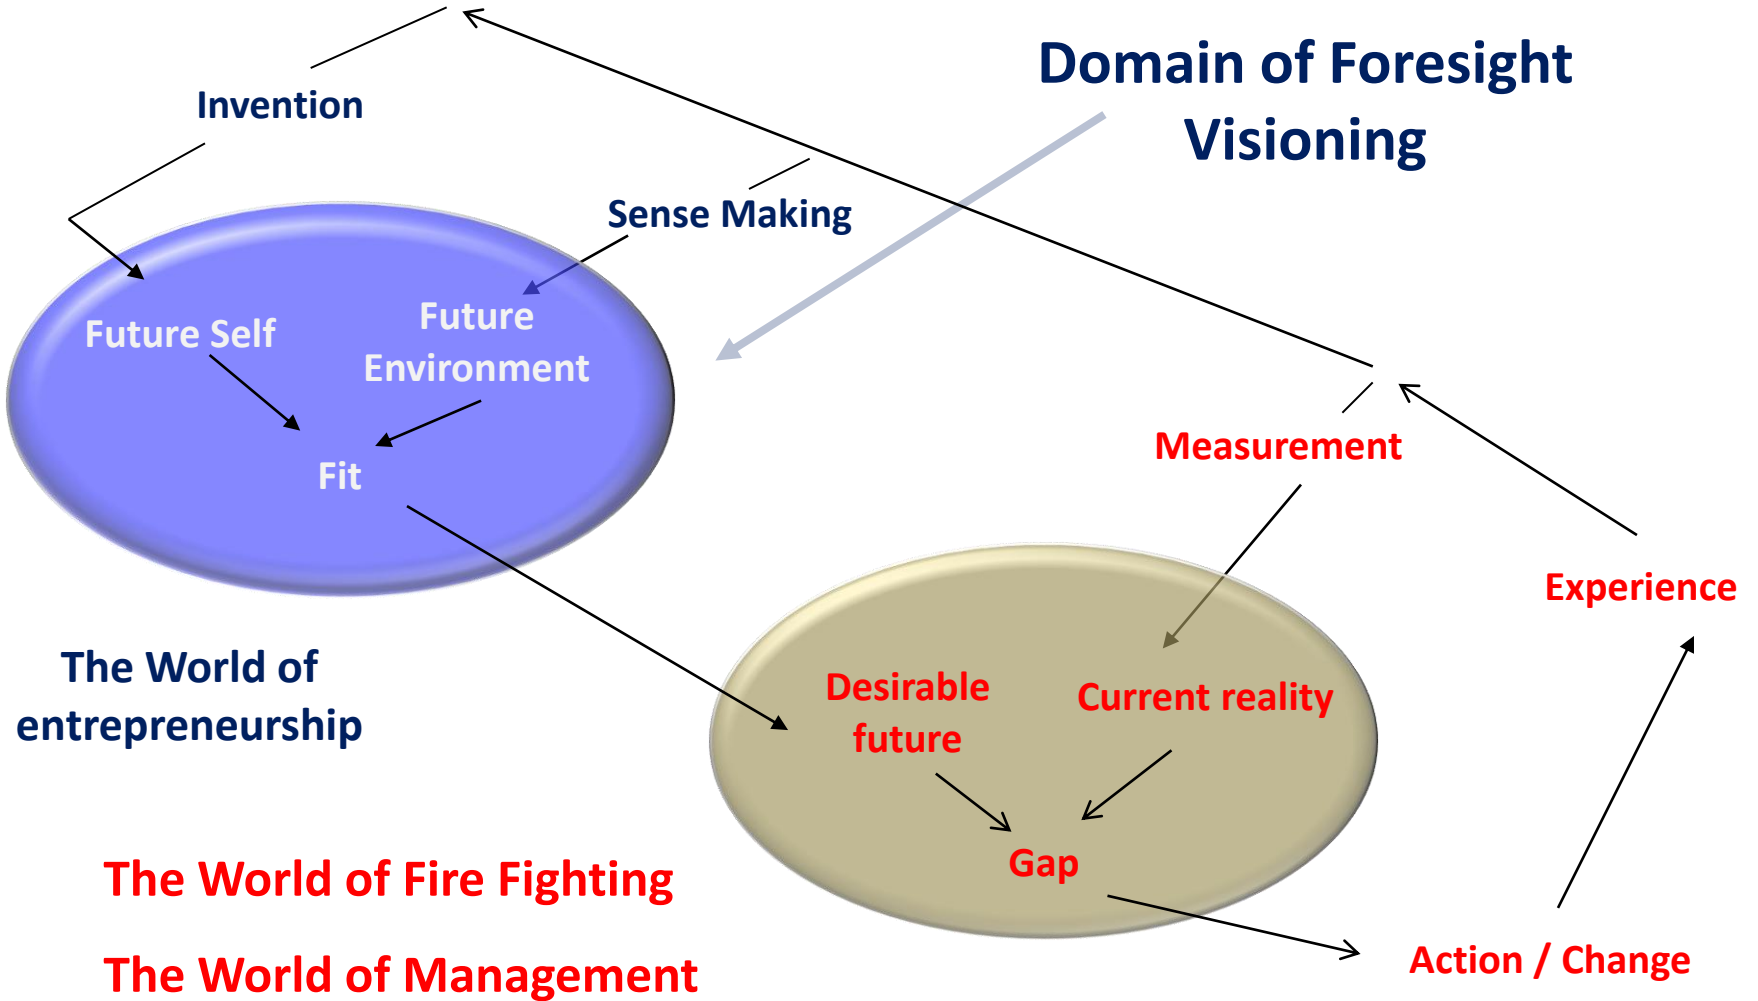 Domain of Foresight
Visioning
Invention
Sense Making
Future Self
Future
Environment
Fit
Measurement
Experience
The World of
entrepreneurship
Desirable
future
Current reality
Gap
The World of Fire Fighting
Action / Change
The World of Management